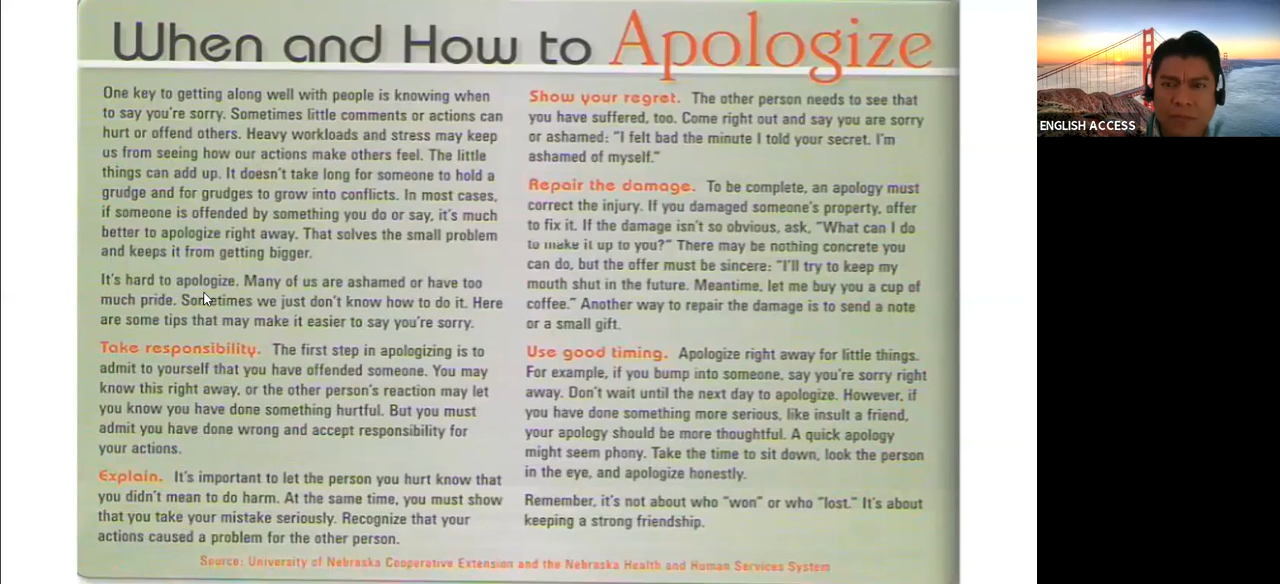 When and How to Apologize
One key to getting along well with people is knowing when
to say you're sorry. Sometimes little comments or actions can
hurt or offend others. Heavy workloads and stress may keep
us from seeing how our actions make others feel. The little
things can add up. It doesn't take long for someone to hold a
grudge and for grudges to grow into conflicts. In most cases,
if someone is offended by something you do or say, it's much
better to apologize right away. That solves the small problem
and keeps it from getting bigger.
It's hard to apologize. Many of us are ashamed or have too
much pride. Sometimes we just don't know how to do it. Here
are some tips that may make it easier to say you're sorry.
Take responsibility. The first step in apologizing is to
admit to yourself that you have offended someone. You may
know this right away, or the other person's reaction may let
you know you have done something hurtful. But you must
admit you have done wrong and accept responsibility for
your actions.
Explain. It's important to let the person you hurt know that
you didn't mean to do harm. At the same time, you must show
that you take your mistake seriously. Recognize that your
actions caused a problem for the other person.
Show your regret. The other person needs to see that
you have suffered, too. Come right out and say you are sorry
or ashamed: "I felt bad the minute I told your secret. I'm
ashamed of myself."
Repair the damage. To be complete, an apology must
correct the injury. If you damaged someone's property, offer
to fix it. If the damage isn't so obvious, ask, "What can I do
to make it up to you?" There may be nothing concrete you
can do, but the offer must be sincere: "I'll try to keep my
mouth shut in the future. Meantime, let me buy you a cup of
coffee." Another way to repair the damage is to send a note
or a small gift.
Use good timing. Apologize right away for little things.
For example, if you bump into someone, say you're sorry right
away. Don't wait until the next day to apologize. However, if
you have done something more serious, like insult a friend,
your apology should be more thoughtful. A quick apology
might seem phony. Take the time to sit down, look the person
in the eye, and apologize honestly.
Remember, it's not about who "won" or who "lost." It's about
keeping a strong friendship.
Source: University of Nebraska Cooperative Extension and the Nebraska Health and Human Services System
ENGLISH ACCESS